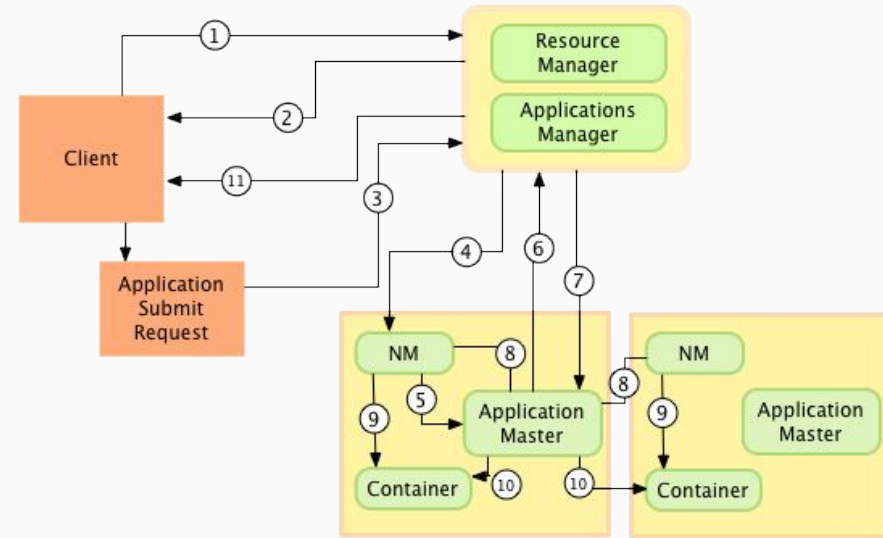 1
Resource
Manager
2
Applications
Manager
Client
11
3
4
6
7
Application
Submit
Request
NM
8
NM
8
5
9
9
Application
Master
Application
Master
Container
10
10
Container